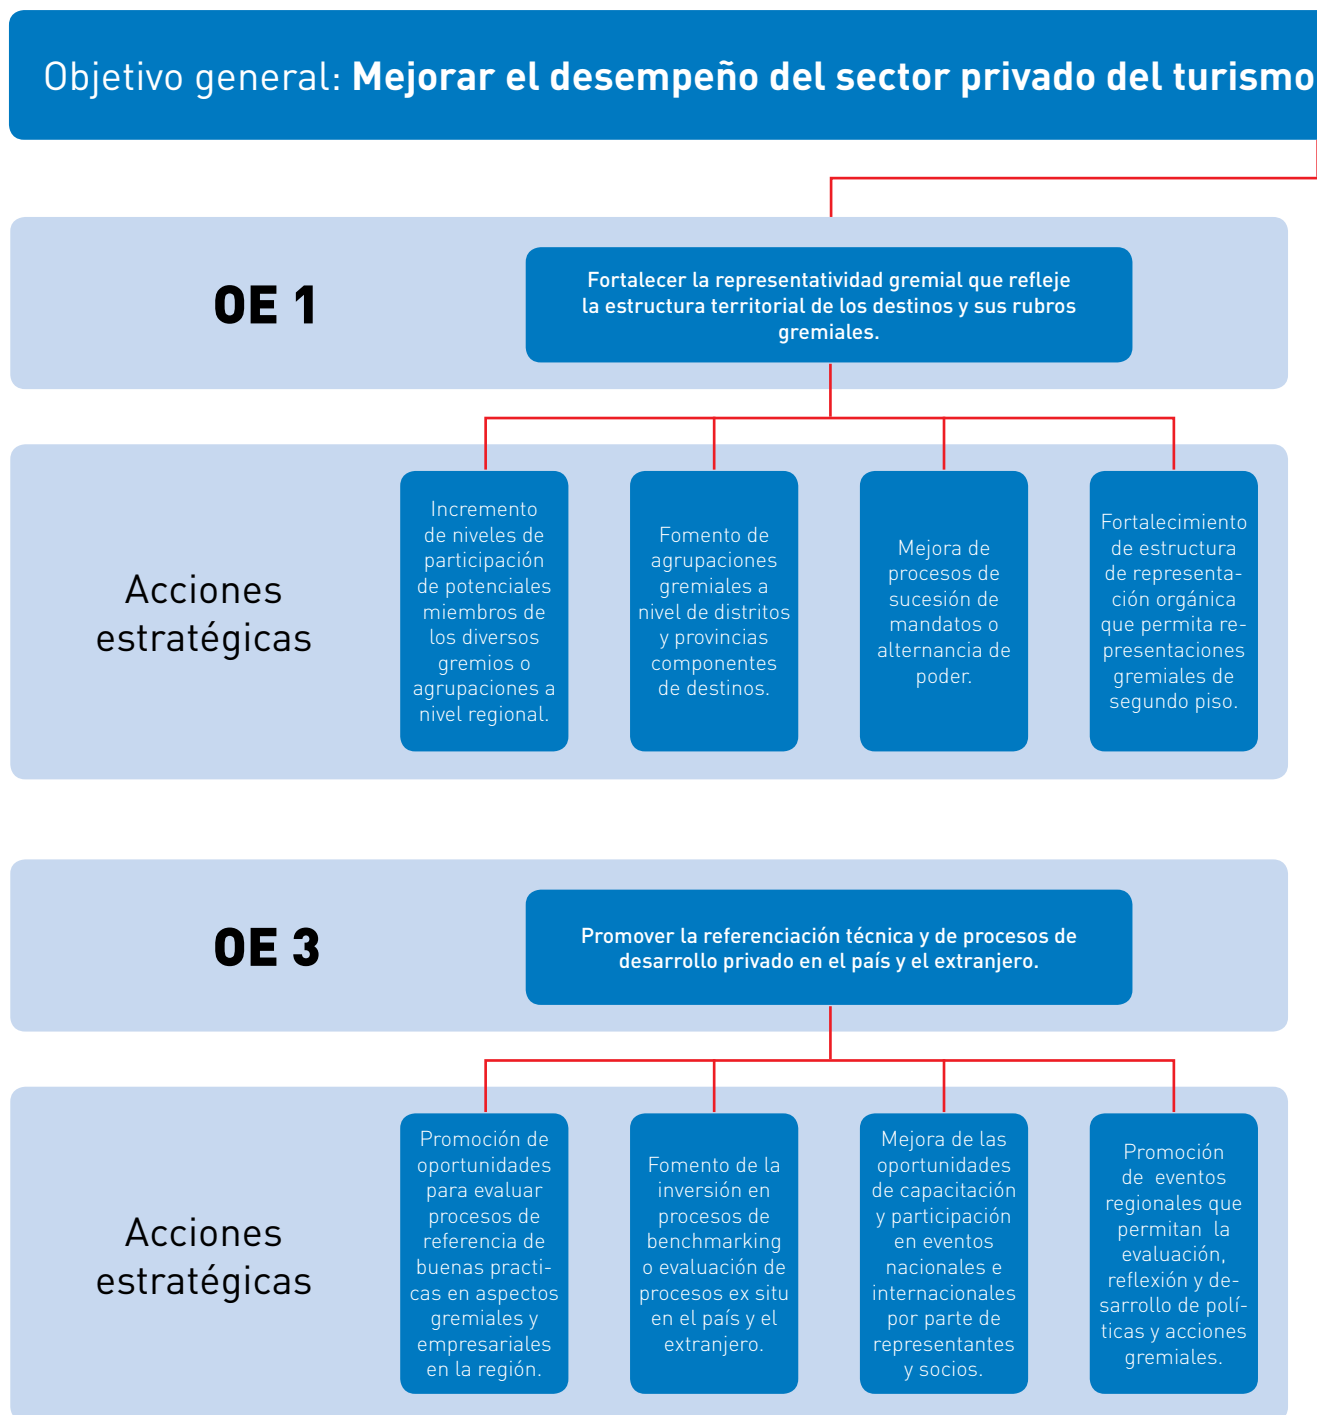 Objetivo general: Mejorar el desempeño del sector privado del turismo
OE 1
Fortalecer la representatividad gremial que refleje
la estructura territorial de los destinos y sus rubros
gremiales.
Acciones
estratégicas
Incremento
de niveles de
participación
de potenciales
miembros de
los diversos
gremios o
agrupaciones a
nivel regional.
Fomento de
agrupaciones
gremiales a
nivel de distritos
y provincias
componentes
de destinos.
Mejora de
procesos de
sucesión de
mandatos o
alternancia de
poder.
Fortalecimiento
de estructura
de representa-
ción orgánica
que permita re-
presentaciones
gremiales de
segundo piso.
OE 3
Promover la referenciación técnica y de procesos de
desarrollo privado en el país y el extranjero.
Acciones
estratégicas
Promoción de
oportunidades
para evaluar
procesos de
referencia de
buenas practi-
cas en aspectos
gremiales y
empresariales
en la región.
Fomento de la
inversión en
procesos de
benchmarking
o evaluación de
procesos ex situ
en el país y el
extranjero.
Mejora de las
oportunidades
de capacitación
y participación
en eventos
nacionales e
internacionales
por parte de
representantes
y socios.
Promoción
de eventos
regionales que
permitan la
evaluación,
reflexión y de-
sarrollo de polí-
ticas y acciones
gremiales.